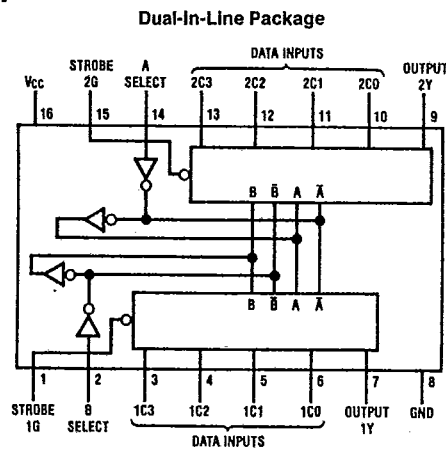 Dual-In-Line Package
DATA INPUTS
STROBE A OUTPUT
VCC 2G SELECT 2C3 2C2 2C1 2C0 2Y
16 15 14 13 12 11 10 9
B B̄ A Ā
B B̄ A Ā
1 2 3 4 5 6 7 8
STROBE B 1C3 1C2 1C1 1C0 OUTPUT GND
1G SELECT 1Y
DATA INPUTS